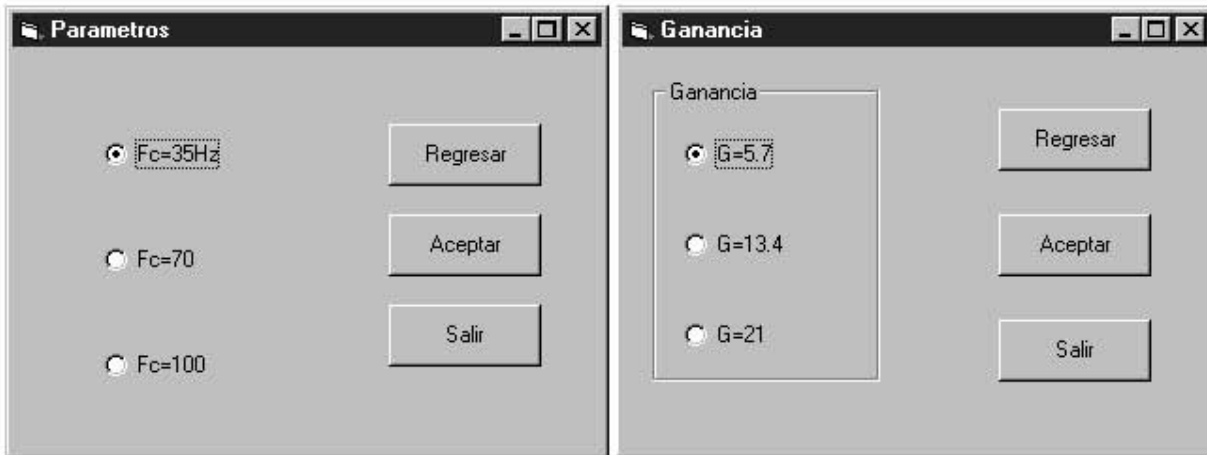 Parametros
Fc=35Hz
Regresar
Fc=70
Aceptar
Fc=100
Salir
Ganancia
Ganancia
G=5.7
Regresar
G=13.4
Aceptar
G=21
Salir